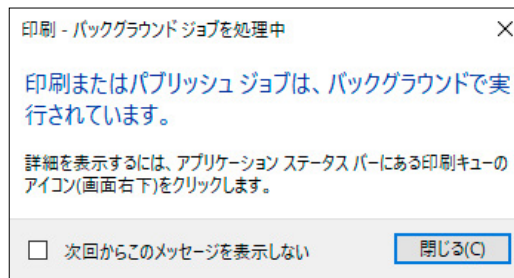 印刷 - バックグラウンド ジョブを処理中
印刷またはパブリッシュ ジョブは、バックグラウンドで実
行されています。
詳細を表示するには、アプリケーション ステータス バーにある印刷キューの
アイコン(画面右下)をクリックします。
次回からこのメッセージを表示しない
閉じる(C)